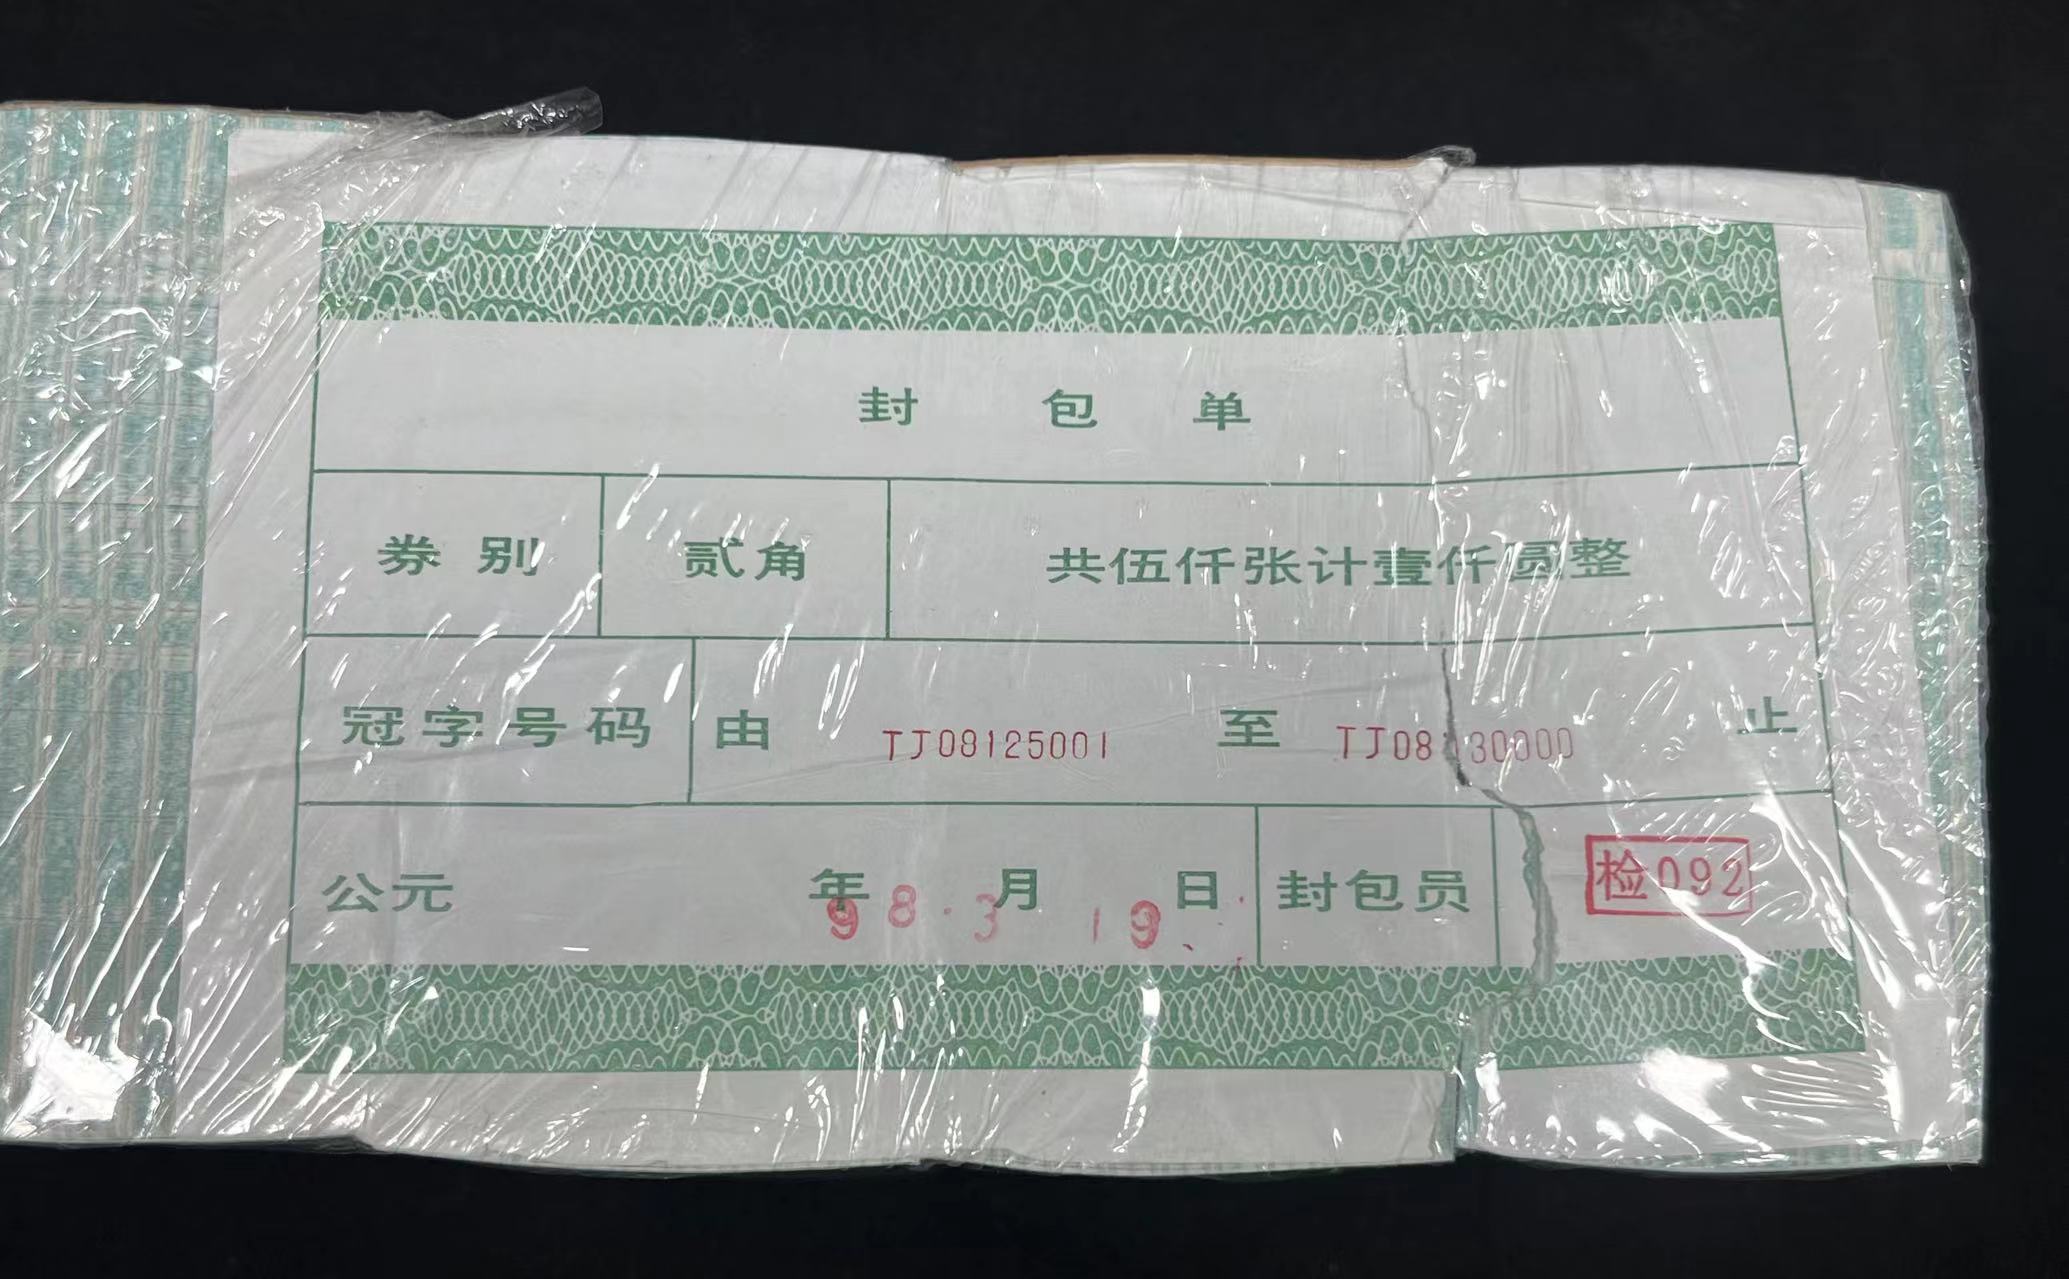 封包单
券别 贰角 共伍仟张计壹仟圆整
冠字号码 由 TJ08125001 至 TJ08130000 止
公元 年 月 日 封包员 检092
98.3 19